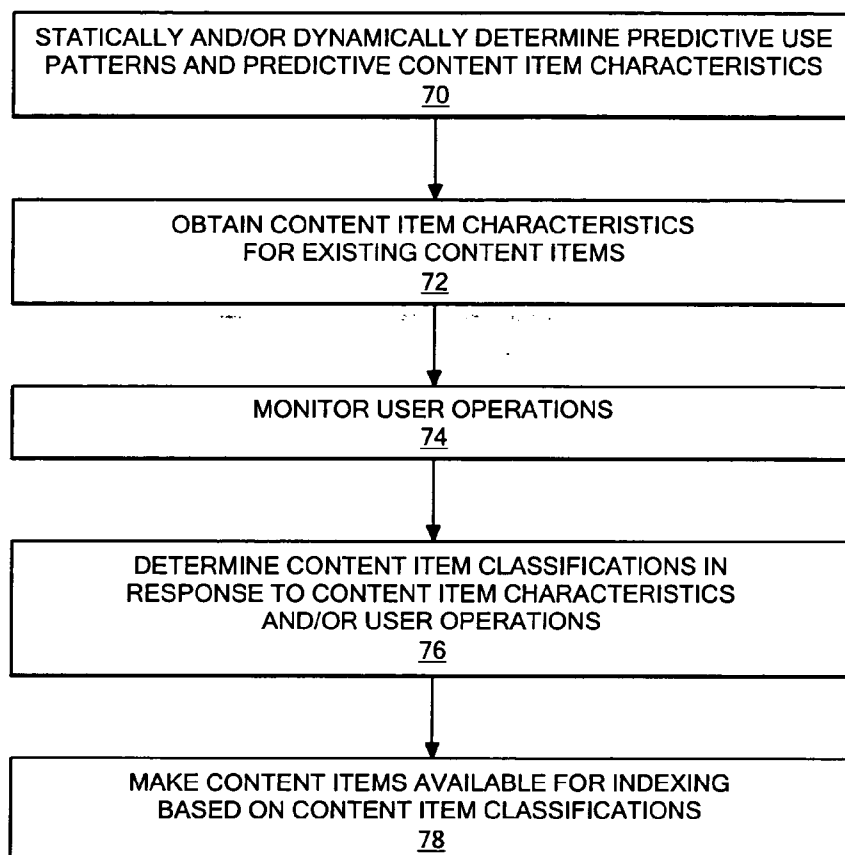 STATICALLY AND/OR DYNAMICALLY DETERMINE PREDICTIVE USE
PATTERNS AND PREDICTIVE CONTENT ITEM CHARACTERISTICS
70
OBTAIN CONTENT ITEM CHARACTERISTICS
FOR EXISTING CONTENT ITEMS
72
MONITOR USER OPERATIONS
74
DETERMINE CONTENT ITEM CLASSIFICATIONS IN
RESPONSE TO CONTENT ITEM CHARACTERISTICS
AND/OR USER OPERATIONS
76
MAKE CONTENT ITEMS AVAILABLE FOR INDEXING
BASED ON CONTENT ITEM CLASSIFICATIONS
78